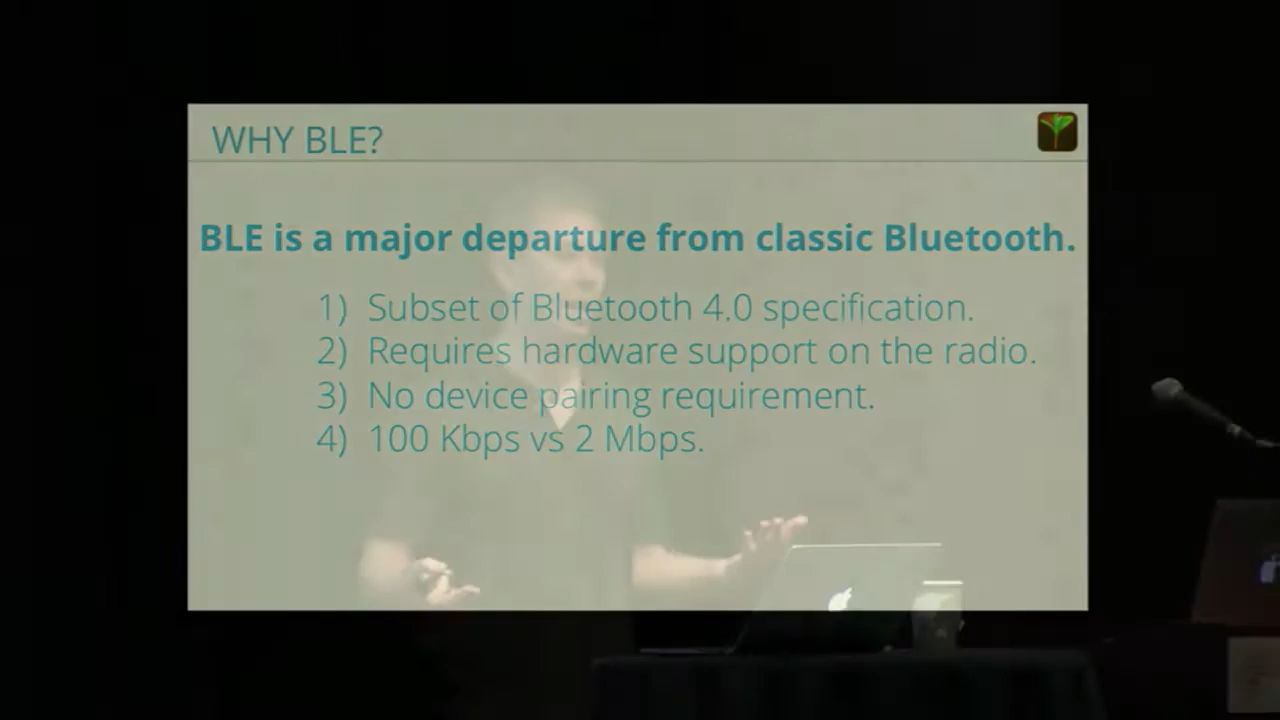 WHY BLE?
BLE is a major departure from classic Bluetooth.
1) Subset of Bluetooth 4.0 specification.
2) Requires hardware support on the radio.
3) No device pairing requirement.
4) 100 Kbps vs 2 Mbps.